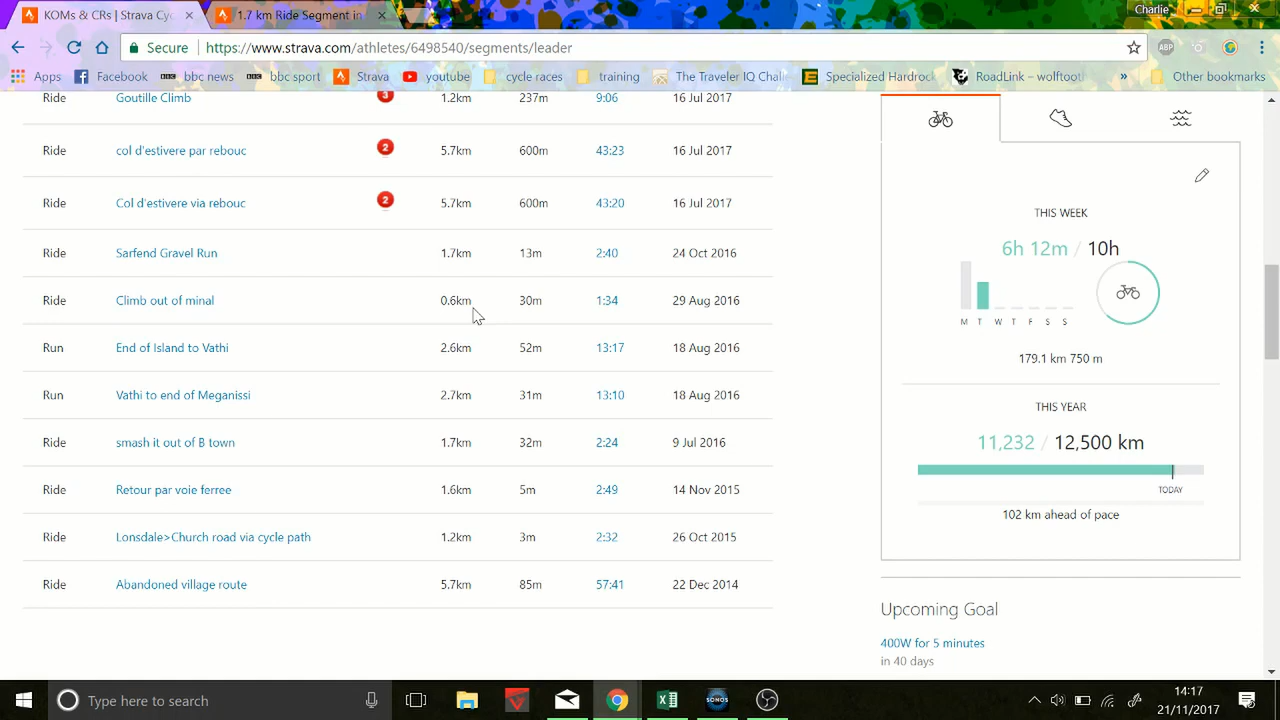 KOMs & CRs | Strava Cyc
1.7 km Ride Segment in
Charlie
Secure
https://www.strava.com/athletes/6498540/segments/leader
ABP
Apps
Facebook
BBC
bbc news
BBC
bbc sport
Strava
youtube
cycle races
training
The Traveler IQ Chall
Specialized Hardroc
RoadLink – wolftoot
»
Other bookmarks
Ride Goutille Climb 3 1.2km 237m 9:06 16 Jul 2017
Ride col d'estivere par rebouc 2 5.7km 600m 43:23 16 Jul 2017
Ride Col d'estivere via rebouc 2 5.7km 600m 43:20 16 Jul 2017
Ride Sarfend Gravel Run 1.7km 13m 2:40 24 Oct 2016
Ride Climb out of minal 0.6km 30m 1:34 29 Aug 2016
Run End of Island to Vathi 2.6km 52m 13:17 18 Aug 2016
Run Vathi to end of Meganissi 2.7km 31m 13:10 18 Aug 2016
Ride smash it out of B town 1.7km 32m 2:24 9 Jul 2016
Ride Retour par voie ferree 1.6km 5m 2:49 14 Nov 2015
Ride Lonsdale>Church road via cycle path 1.2km 3m 2:32 26 Oct 2015
Ride Abandoned village route 5.7km 85m 57:41 22 Dec 2014
THIS WEEK
6h 12m / 10h
M T W T F S S
179.1 km 750 m
THIS YEAR
11,232 / 12,500 km
TODAY
102 km ahead of pace
Upcoming Goal
400W for 5 minutes
in 40 days
Type here to search
SONOS
14:17
21/11/2017